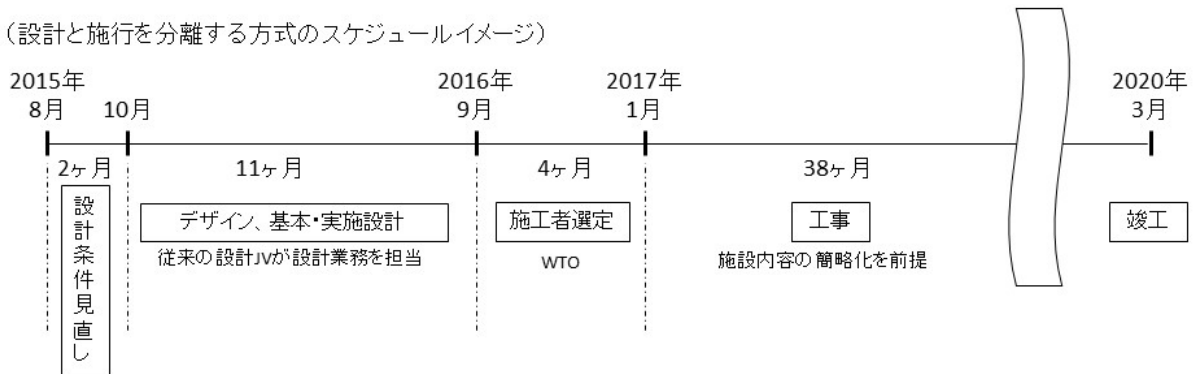 （設計と施行を分離する方式のスケジュールイメージ）
2015年
8月
10月
2016年
9月
2017年
1月
2020年
3月
2ヶ月
11ヶ月
4ヶ月
38ヶ月
設計条件見直し
デザイン、基本・実施設計
施工者選定
工事
竣工
従来の設計JVが設計業務を担当
WTO
施設内容の簡略化を前提